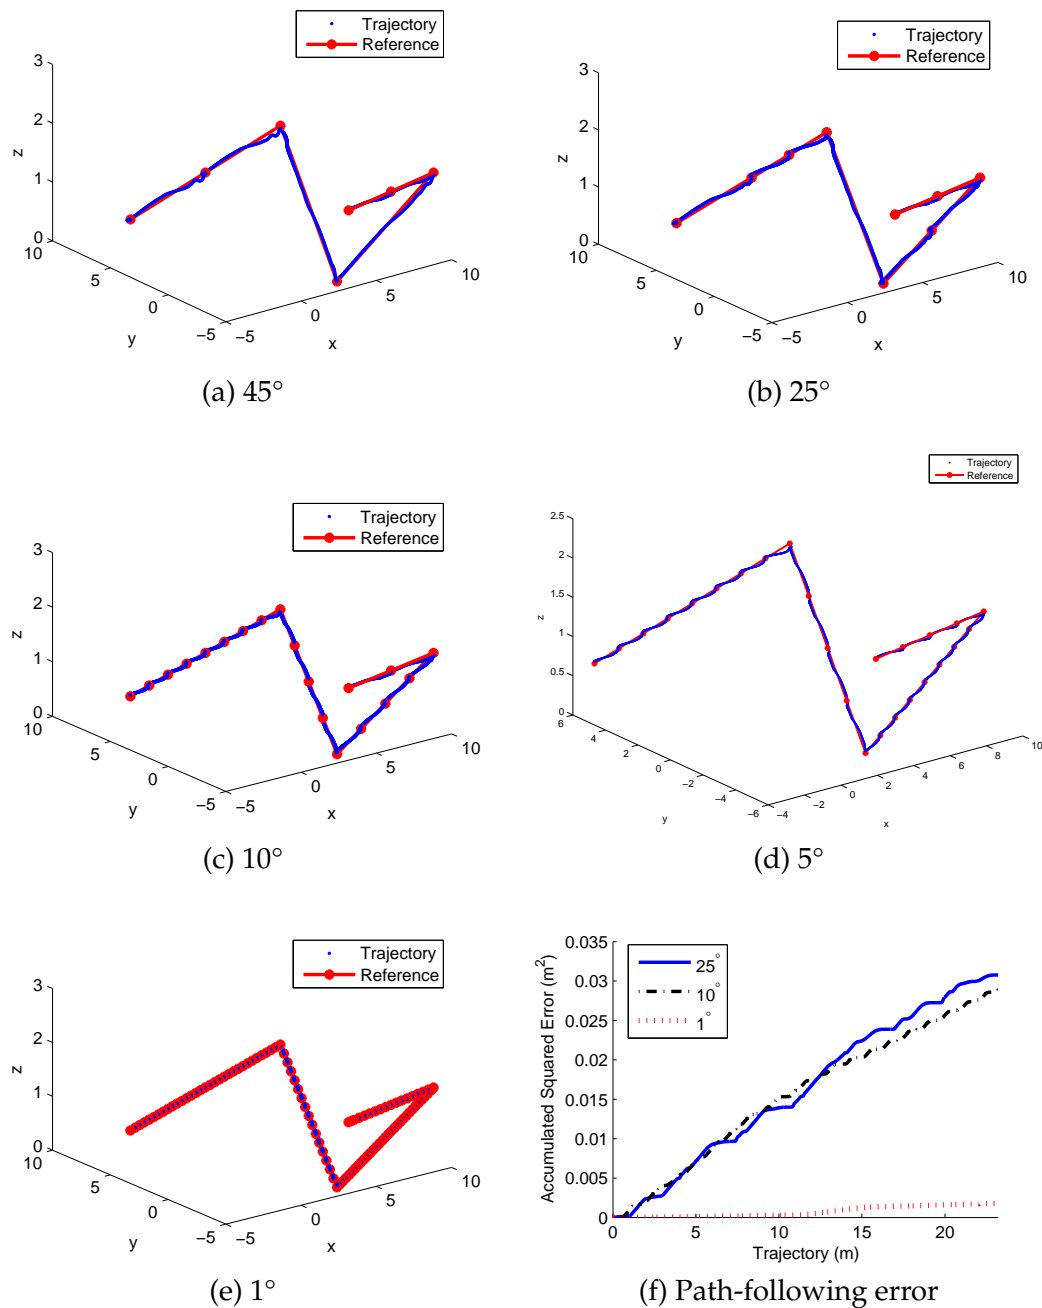 Trajectory
Reference
3
2
1
0
z
10
5
0
−5
y
−5
0
5
10
x
(a) 45°
Trajectory
Reference
3
2
1
0
z
10
5
0
−5
y
−5
0
5
10
x
(b) 25°
Trajectory
Reference
3
2
1
0
z
10
5
0
−5
y
−5
0
5
10
x
(c) 10°
Trajectory
Reference
2.5
2
1.5
1
0.5
0
z
6
4
2
0
−2
−4
−6
y
−4
−2
0
2
4
6
8
10
x
(d) 5°
Trajectory
Reference
3
2
1
0
z
10
5
0
−5
y
−5
0
5
10
x
(e) 1°
25°
10°
1°
0.035
0.03
0.025
0.02
0.015
0.01
0.005
0
Accumulated Squared Error (m²)
0 5 10 15 20
Trajectory (m)
(f) Path-following error